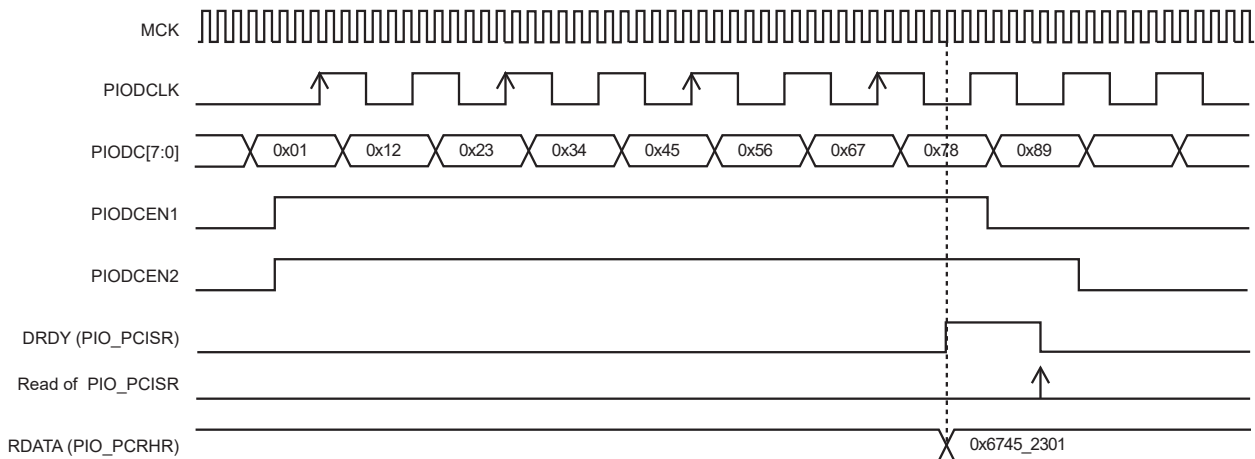 MCK
PIODCLK
PIODC[7:0] 0x01 0x12 0x23 0x34 0x45 0x56 0x67 0x78 0x89
PIODCEN1
PIODCEN2
DRDY (PIO_PCISR)
Read of PIO_PCISR
RDATA (PIO_PCRHR) 0x6745_2301